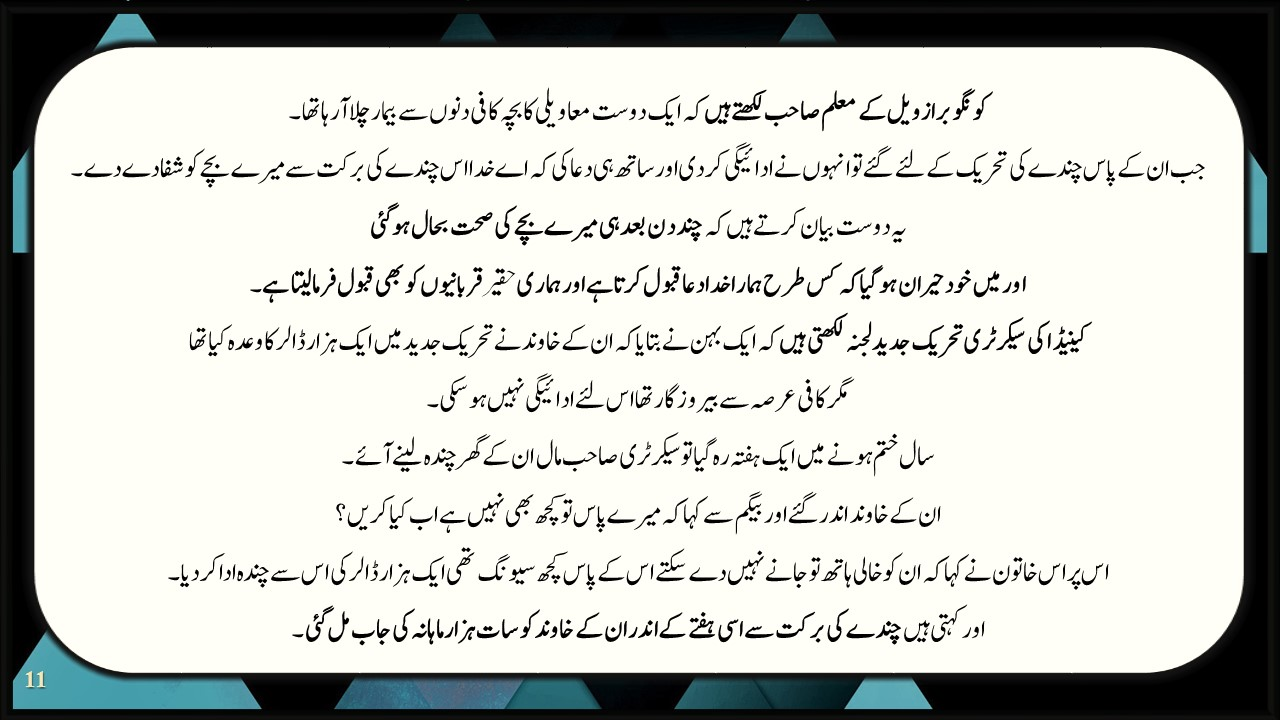 کونگو برازویل کے معلم صاحب لکھتے ہیں کہ ایک دوست معاویلی کا بچہ کافی دنوں سے بیمار چلا آ رہا تھا۔
جب ان کے پاس چندے کی تحریک کے لئے گئے تو انہوں نے ادائیگی کر دی اور ساتھ ہی دعا کی کہ اے خدا اس چندے کی برکت سے میرے بچے کو شفا دے دے۔
یہ دوست بیان کرتے ہیں کہ چند دن بعد ہی میرے بچے کی صحت بحال ہو گئی
اور میں خود حیران ہو گیا کہ کس طرح ہمارا خدا دعا قبول کرتا ہے اور ہماری حقیر قربانیوں کو بھی قبول فرما لیتا ہے۔
کینیڈا کی سیکرٹری تحریک جدید لجنہ لکھتی ہیں کہ ایک بہن نے بتایا کہ ان کے خاوند نے تحریک جدید میں ایک ہزار ڈالر کا وعدہ کیا تھا
مگر کافی عرصہ سے بیروزگار تھا اس لئے ادائیگی نہیں ہو سکی۔
سال ختم ہونے میں ایک ہفتہ رہ گیا تو سیکرٹری صاحب مال ان کے گھر چندہ لینے آئے۔
ان کے خاوند اندر گئے اور بیگم سے کہا کہ میرے پاس تو کچھ بھی نہیں ہے اب کیا کریں؟
اس پر اس خاتون نے کہا کہ ان کو خالی ہاتھ تو جانے نہیں دے سکتے اس کے پاس کچھ سیونگ تھی ایک ہزار ڈالر کی اس سے چندہ ادا کر دیا۔
اور کہتی ہیں چندے کی برکت سے اسی ہفتے کے اندر ان کے خاوند کو سات ہزار ماہانہ کی جاب مل گئی۔
11